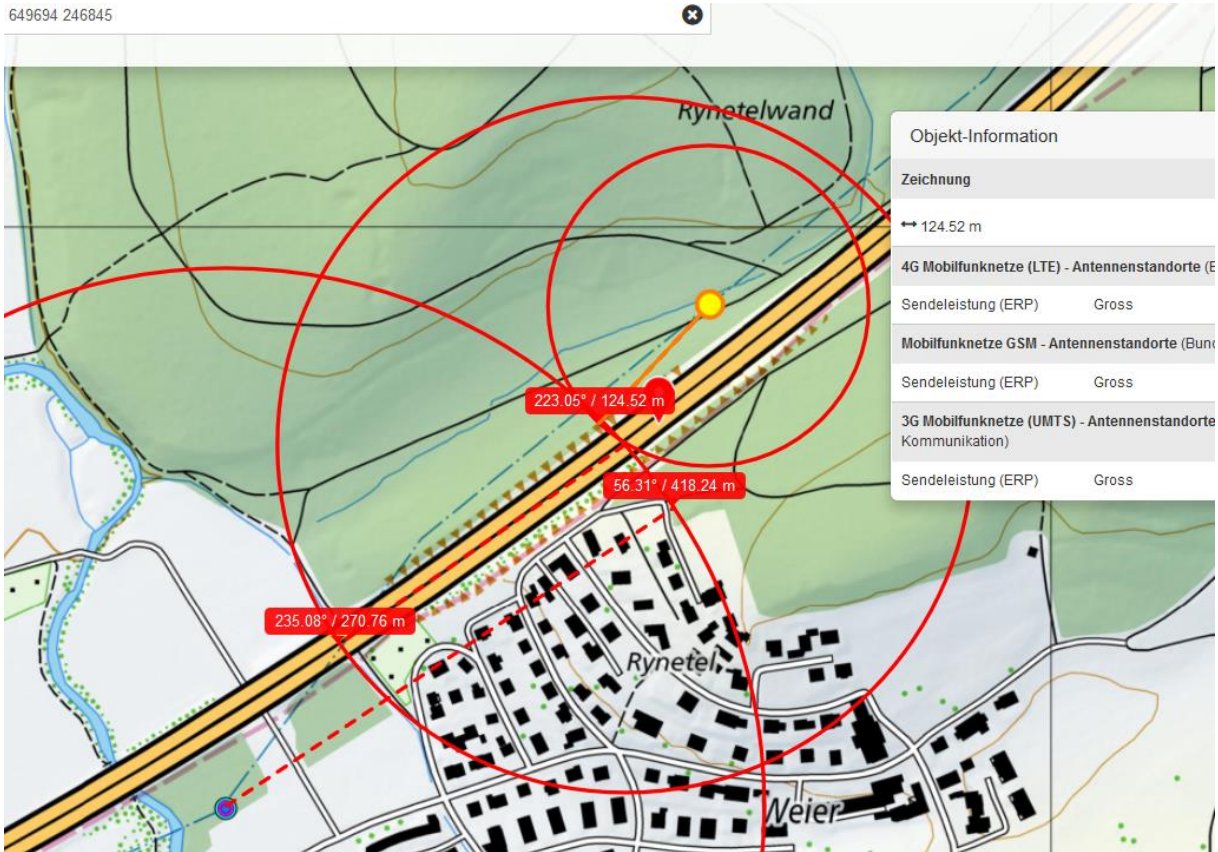 649694 246845
Rynetelwand
Objekt-Information
Zeichnung
124.52 m
4G Mobilfunknetze (LTE) - Antennenstandorte (B
Sendeleistung (ERP) Gross
Mobilfunknetze GSM - Antennenstandorte (Bund
Sendeleistung (ERP) Gross
3G Mobilfunknetze (UMTS) - Antennenstandorte
Kommunikation)
Sendeleistung (ERP) Gross
223.05° / 124.52 m
56.31° / 418.24 m
235.08° / 270.76 m
Rynetel
Weier